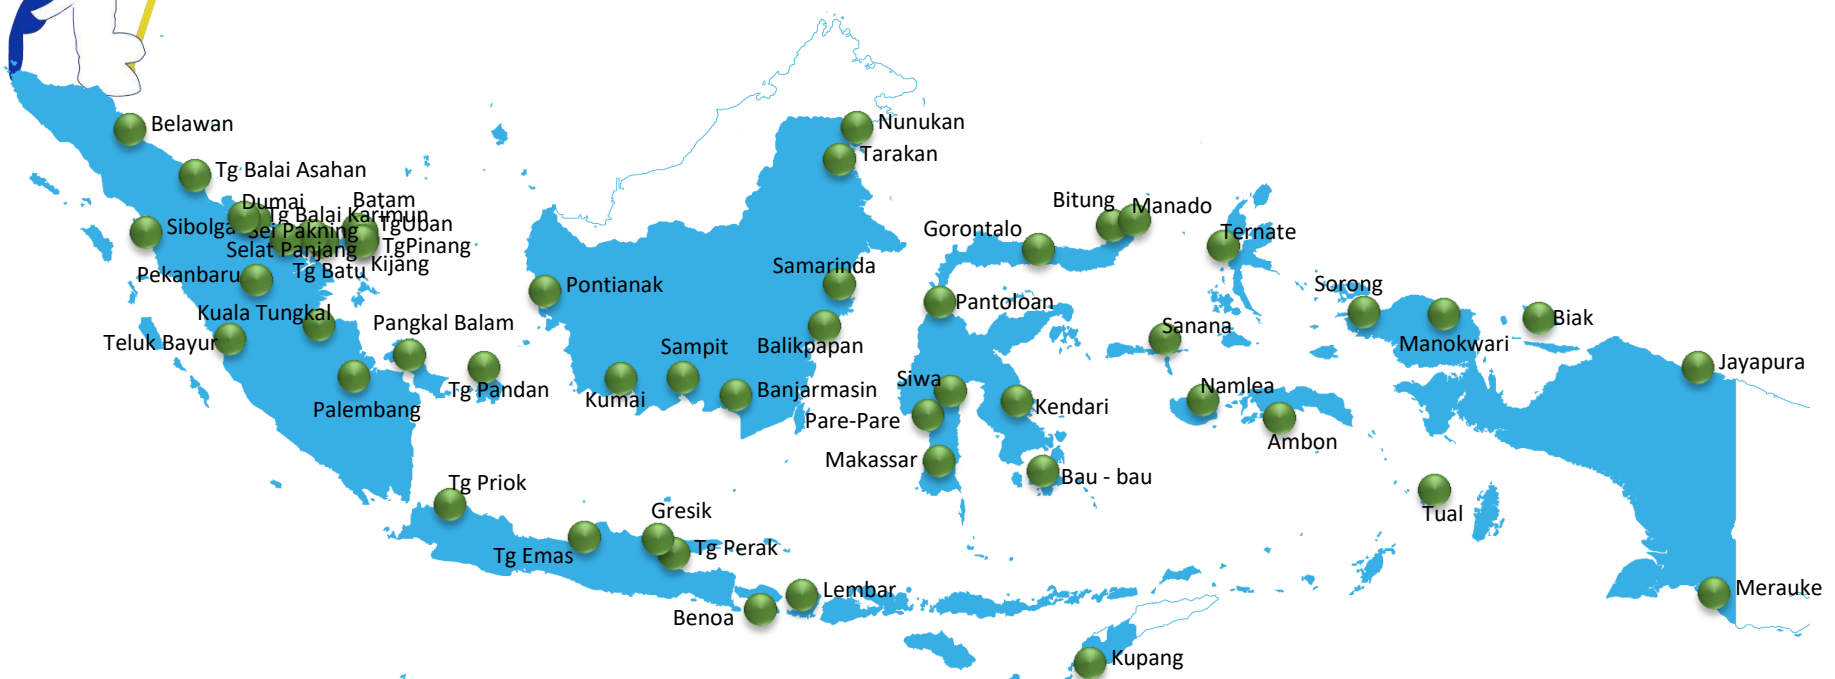 Belawan
Tg Balai Asahan
Dumai
Batam
Tg Balai Karimun
TgUban
Sibolga
Sei Pakning
Selat Panjang
TgPinang
Kijang
Tg Batu
Pekanbaru
Kuala Tungkal
Teluk Bayur
Pangkal Balam
Tg Pandan
Palembang
Nunukan
Tarakan
Pontianak
Samarinda
Balikpapan
Sampit
Kumai
Banjarmasin
Bitung
Manado
Gorontalo
Ternate
Pantoloan
Sanana
Siwa
Pare-Pare
Kendari
Makassar
Bau - bau
Namlea
Ambon
Sorong
Manokwari
Biak
Jayapura
Tual
Merauke
Tg Priok
Gresik
Tg Emas
Tg Perak
Lembar
Benoa
Kupang